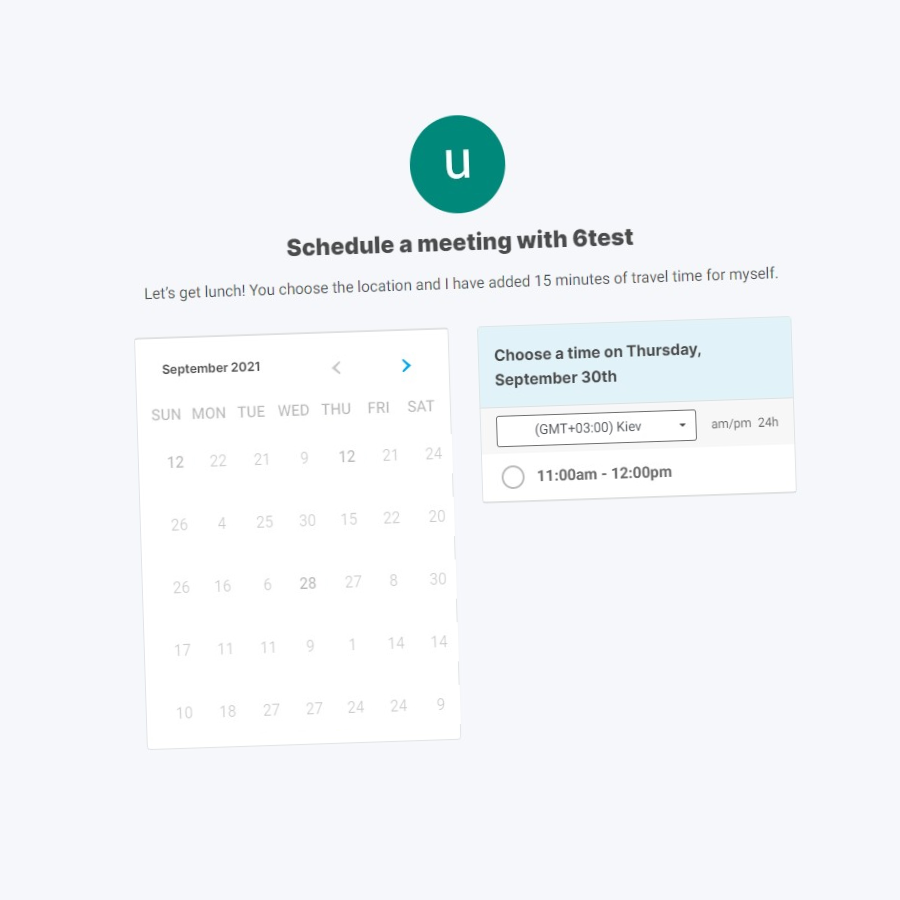 u
Schedule a meeting with 6test
Let's get lunch! You choose the location and I have added 15 minutes of travel time for myself.
September 2021
SUN MON TUE WED THU FRI SAT
12 22 21 9 12 21 24
26 4 25 30 15 22 20
26 16 6 28 27 8 30
17 11 11 9 1 14 14
10 18 27 27 24 24 9
Choose a time on Thursday,
September 30th
(GMT+03:00) Kiev am/pm 24h
11:00am - 12:00pm